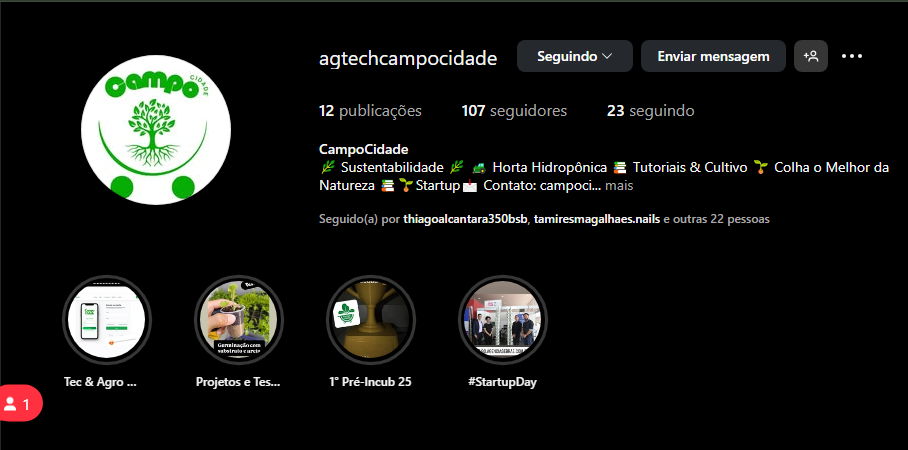 Campo
CIDADE
agtechcampocidade
Seguindo
Enviar mensagem
12 publicações
107 seguidores
23 seguindo
CampoCidade
🌿 Sustentabilidade 🌿 🚜 Horta Hidropônica 📚 Tutoriais & Cultivo 🌱 Colha o Melhor da
Natureza 📚🌱Startup📩 Contato: campoci... mais
Seguido(a) por thiagoalcantara350bsb, tamiresmagalhaes.nails e outras 22 pessoas
Germinação com
substrato e areia
Tec & Agro ...
Projetos e Tes...
1° Pré-Incub 25
#StartupDay
1